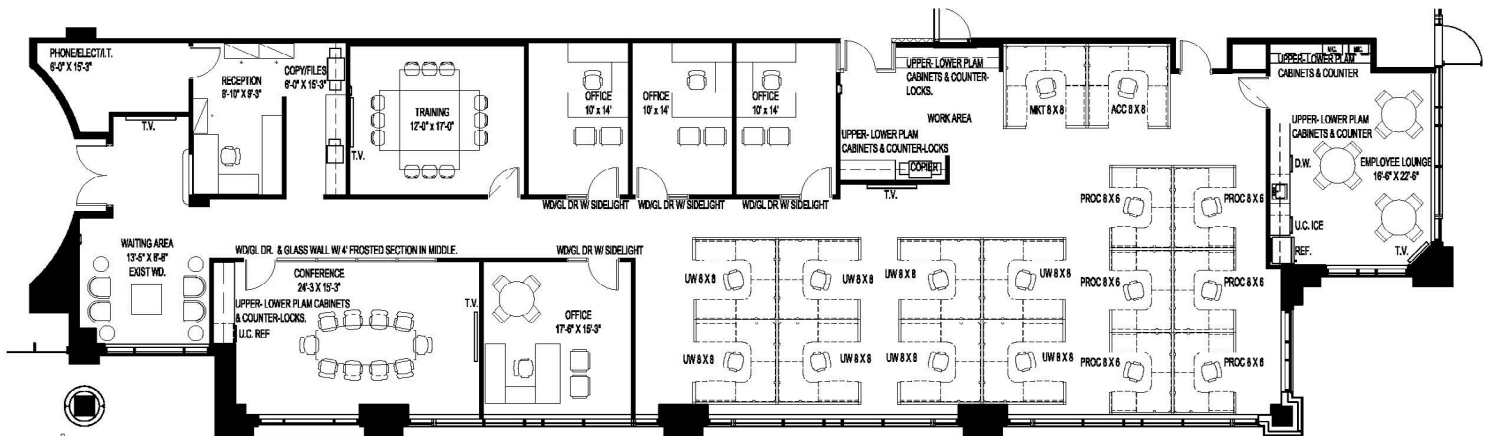 PHONE/ELECT/I.T.
6'-0" X 15'-3"
RECEPTION
8'-10" X 9'-3"
COPY/FILES
6'-0" X 15'-3"
T.V.
T.V.
TRAINING
12'-0" x 17'-0"
OFFICE
10' x 14'
OFFICE
10' x 14'
OFFICE
10' x 14'
UPPER- LOWER PLAM
CABINETS & COUNTER-
LOCKS.
WORK AREA
UPPER- LOWER PLAM
CABINETS & COUNTER-LOCKS
COPIER
T.V.
MKT 8 X 8
ACC 8 X 8
UPPER- LOWER PLAM
CABINETS & COUNTER
UPPER- LOWER PLAM
CABINETS & COUNTER
D.W.
EMPLOYEE LOUNGE
16'-6" X 22'-6"
U.C. ICE
REF.
T.V.
WD/GL DR W/ SIDELIGHT
WD/GL DR W/ SIDELIGHT
WD/GL DR W/ SIDELIGHT
WAITING AREA
13'-5" X 8'-8"
EXIST WD.
WD/GL DR. & GLASS WALL W/ 4' FROSTED SECTION IN MIDDLE.
WD/GL DR W/ SIDELIGHT
CONFERENCE
24'-3 X 15'-3"
UPPER- LOWER PLAM CABINETS
& COUNTER-LOCKS.
U.C. REF
T.V.
OFFICE
17'-6" X 15'-3"
PROC 8 X 6
PROC 8 X 6
UW 8 X 8
UW 8 X 8
UW 8 X 8
UW 8 X 8
PROC 8 X 6
PROC 8 X 6
UW 8 X 8
UW 8 X 8
UW 8 X 8
UW 8 X 8
PROC 8 X 6
PROC 8 X 6